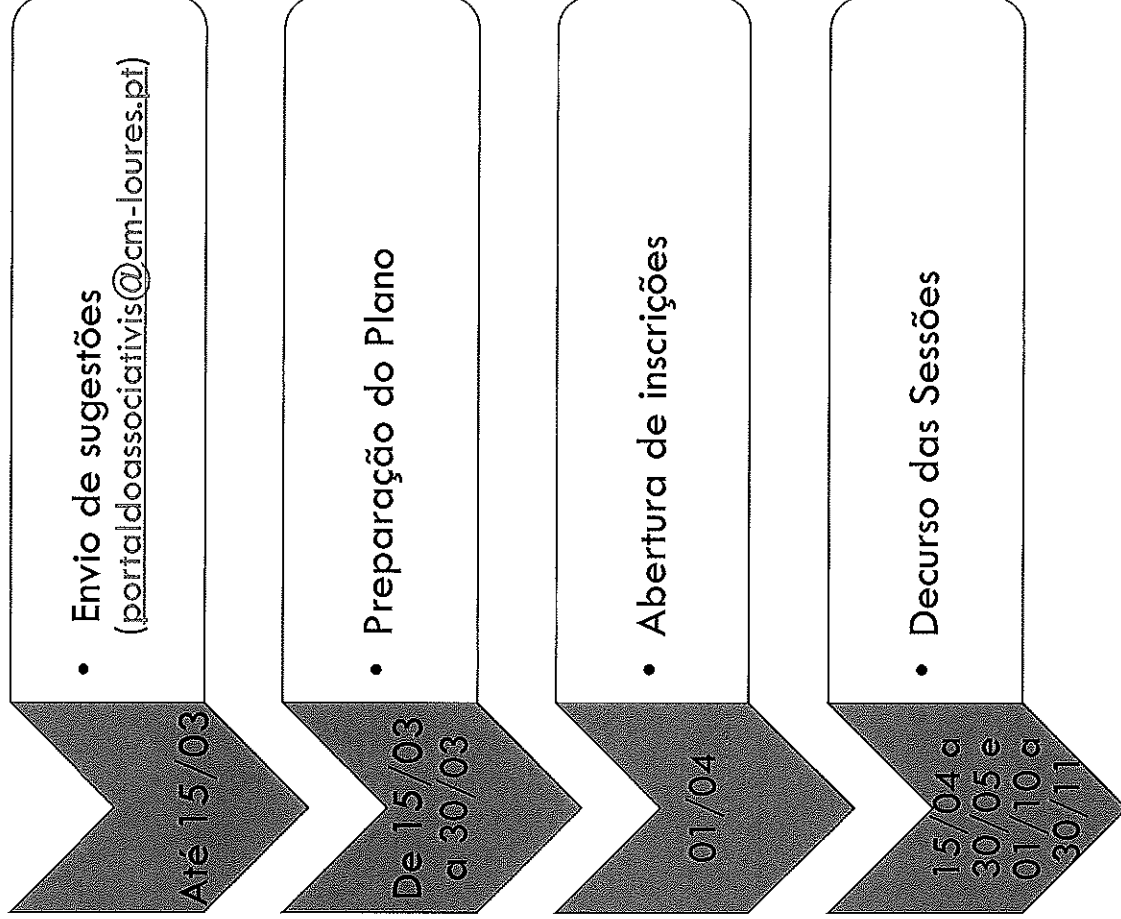 Até 15/03
• Envio de sugestões
(portaldoassociativis@cm-loures.pt)
De 15/03
a 30/03
• Preparação do Plano
01/04
• Abertura de inscrições
15/04 a
30/05 e
01/10 a
30/11
• Decurso das Sessões